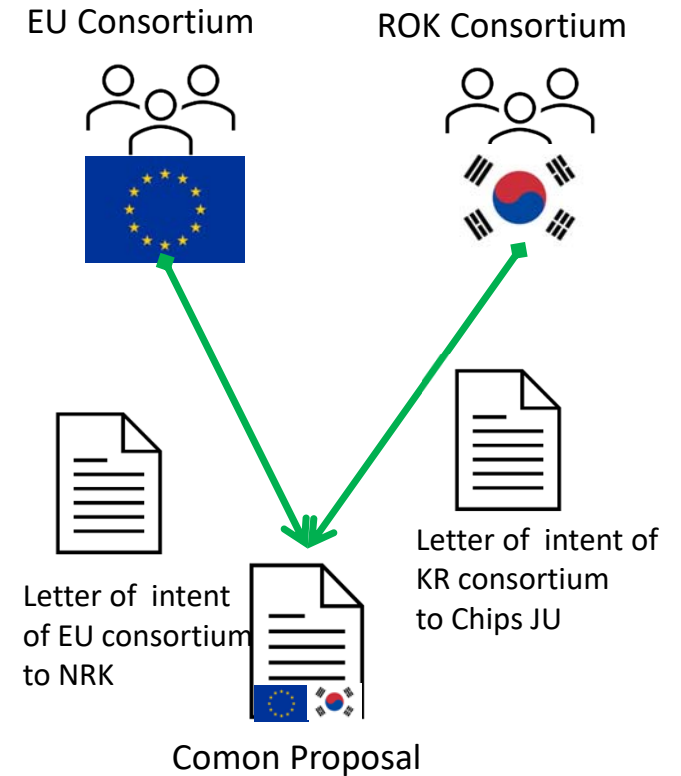 EU Consortium
ROK Consortium
Letter of intent of
KR consortium
to Chips JU
Letter of intent
of EU consortium
to NRK
Comon Proposal